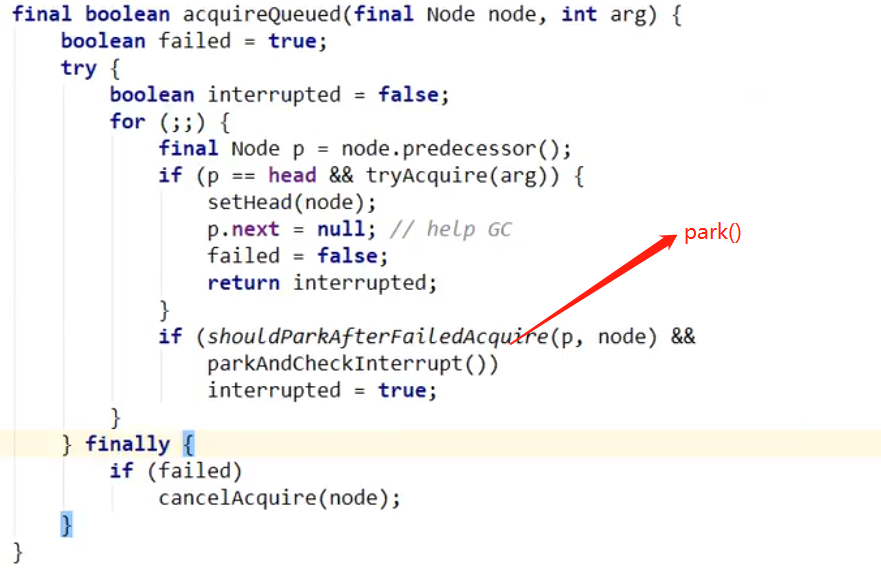 final boolean acquireQueued(final Node node, int arg) {
boolean failed = true;
try {
boolean interrupted = false;
for (;;) {
final Node p = node.predecessor();
if (p == head && tryAcquire(arg)) {
setHead(node);
p.next = null; // help GC
park()
failed = false;
return interrupted;
}
if (shouldParkAfterFailedAcquire(p, node) &&
parkAndCheckInterrupt())
interrupted = true;
}
} finally {
if (failed)
cancelAcquire(node);
}
}